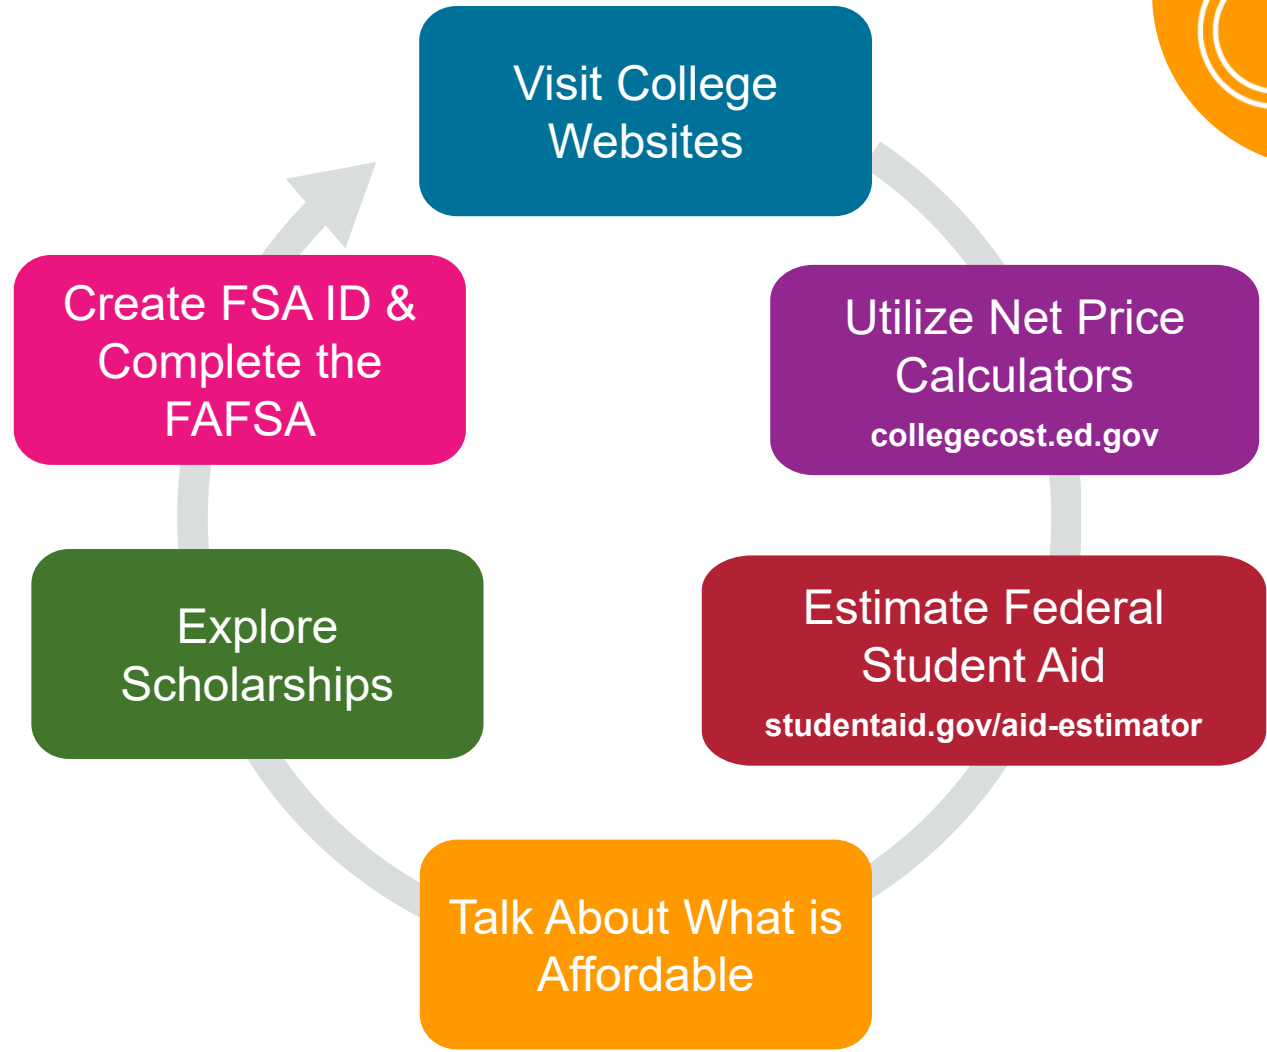 Visit College
Websites
Utilize Net Price
Calculators
collegecost.ed.gov
Estimate Federal
Student Aid
studentaid.gov/aid-estimator
Talk About What is
Affordable
Explore
Scholarships
Create FSA ID &
Complete the
FAFSA